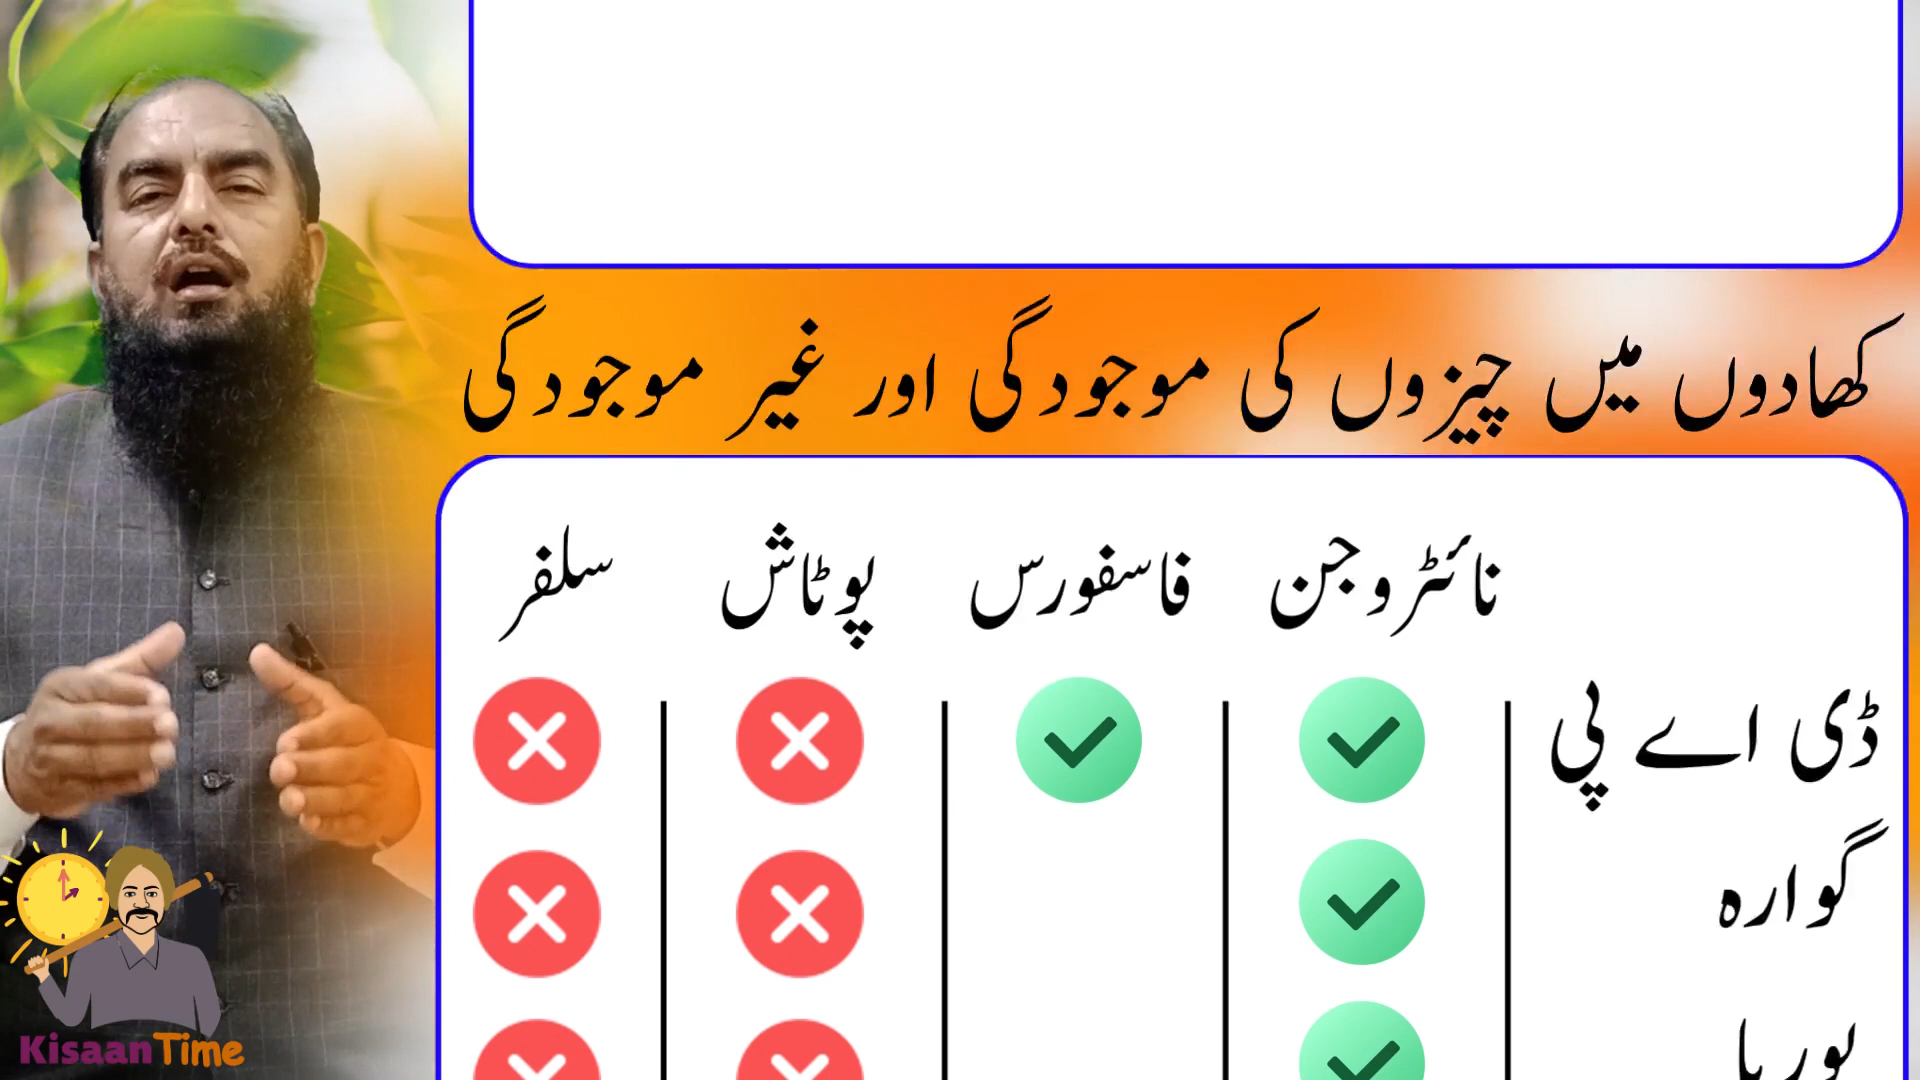 کھادوں میں چیزوں کی موجودگی اور غیر موجودگی
نائٹروجن فاسفورس پوٹاش سلفر
ڈی اے پی
گوارہ
یوریا
KisaanTime